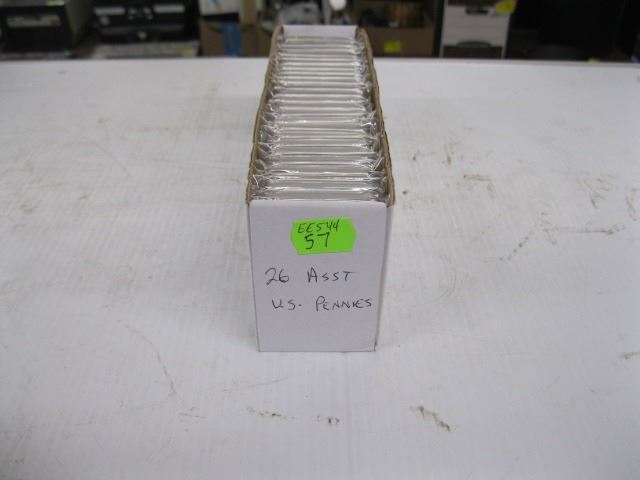 EE544
57
26 ASST
U.S. PENNIES